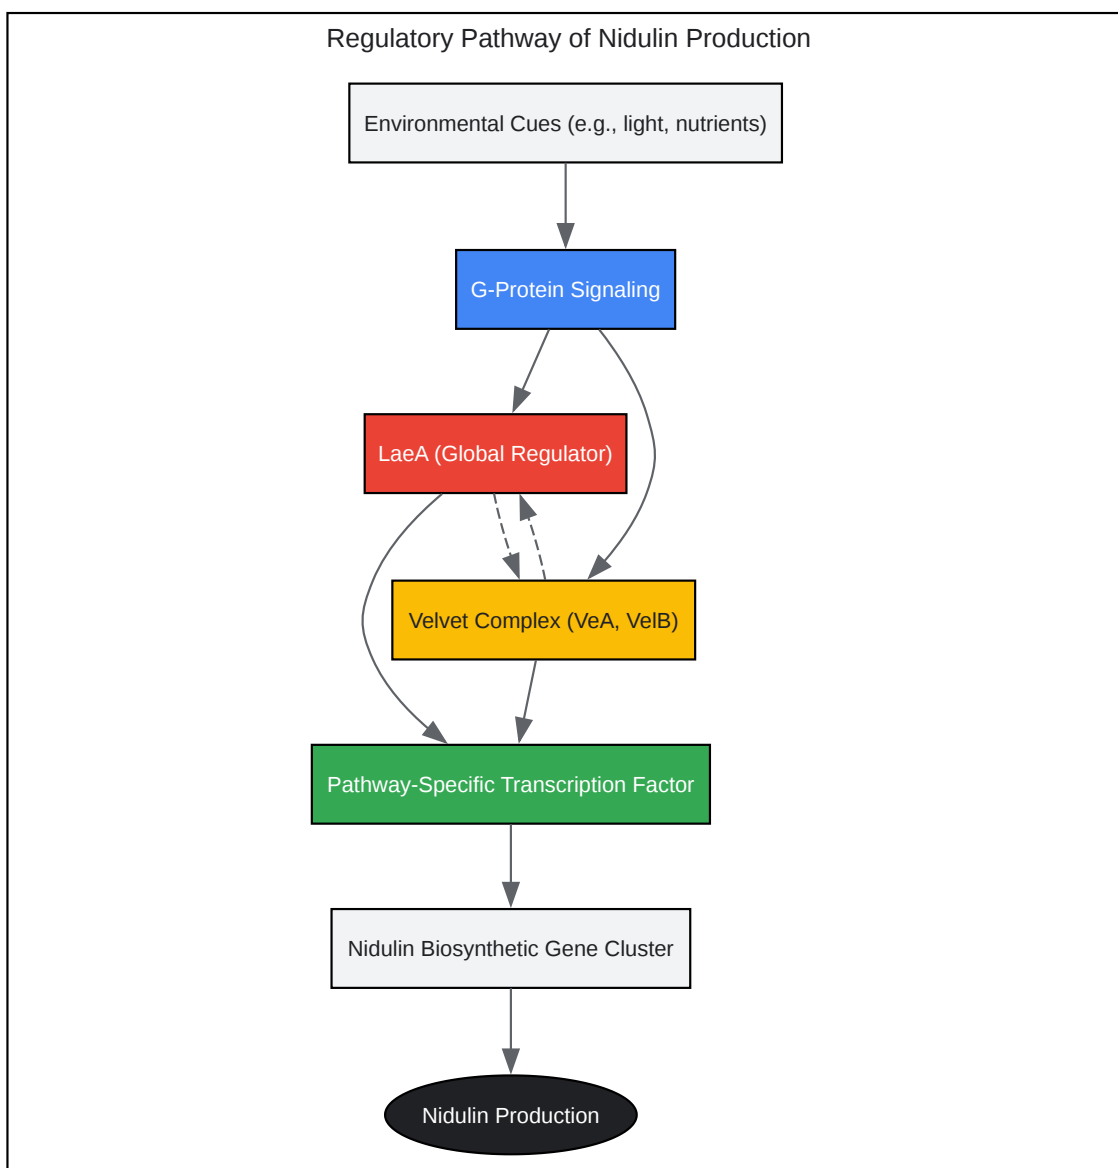 Regulatory Pathway of Nidulin Production
Environmental Cues (e.g., light, nutrients)
G-Protein Signaling
LaeA (Global Regulator)
Velvet Complex (VeA, VelB)
Pathway-Specific Transcription Factor
Nidulin Biosynthetic Gene Cluster
Nidulin Production